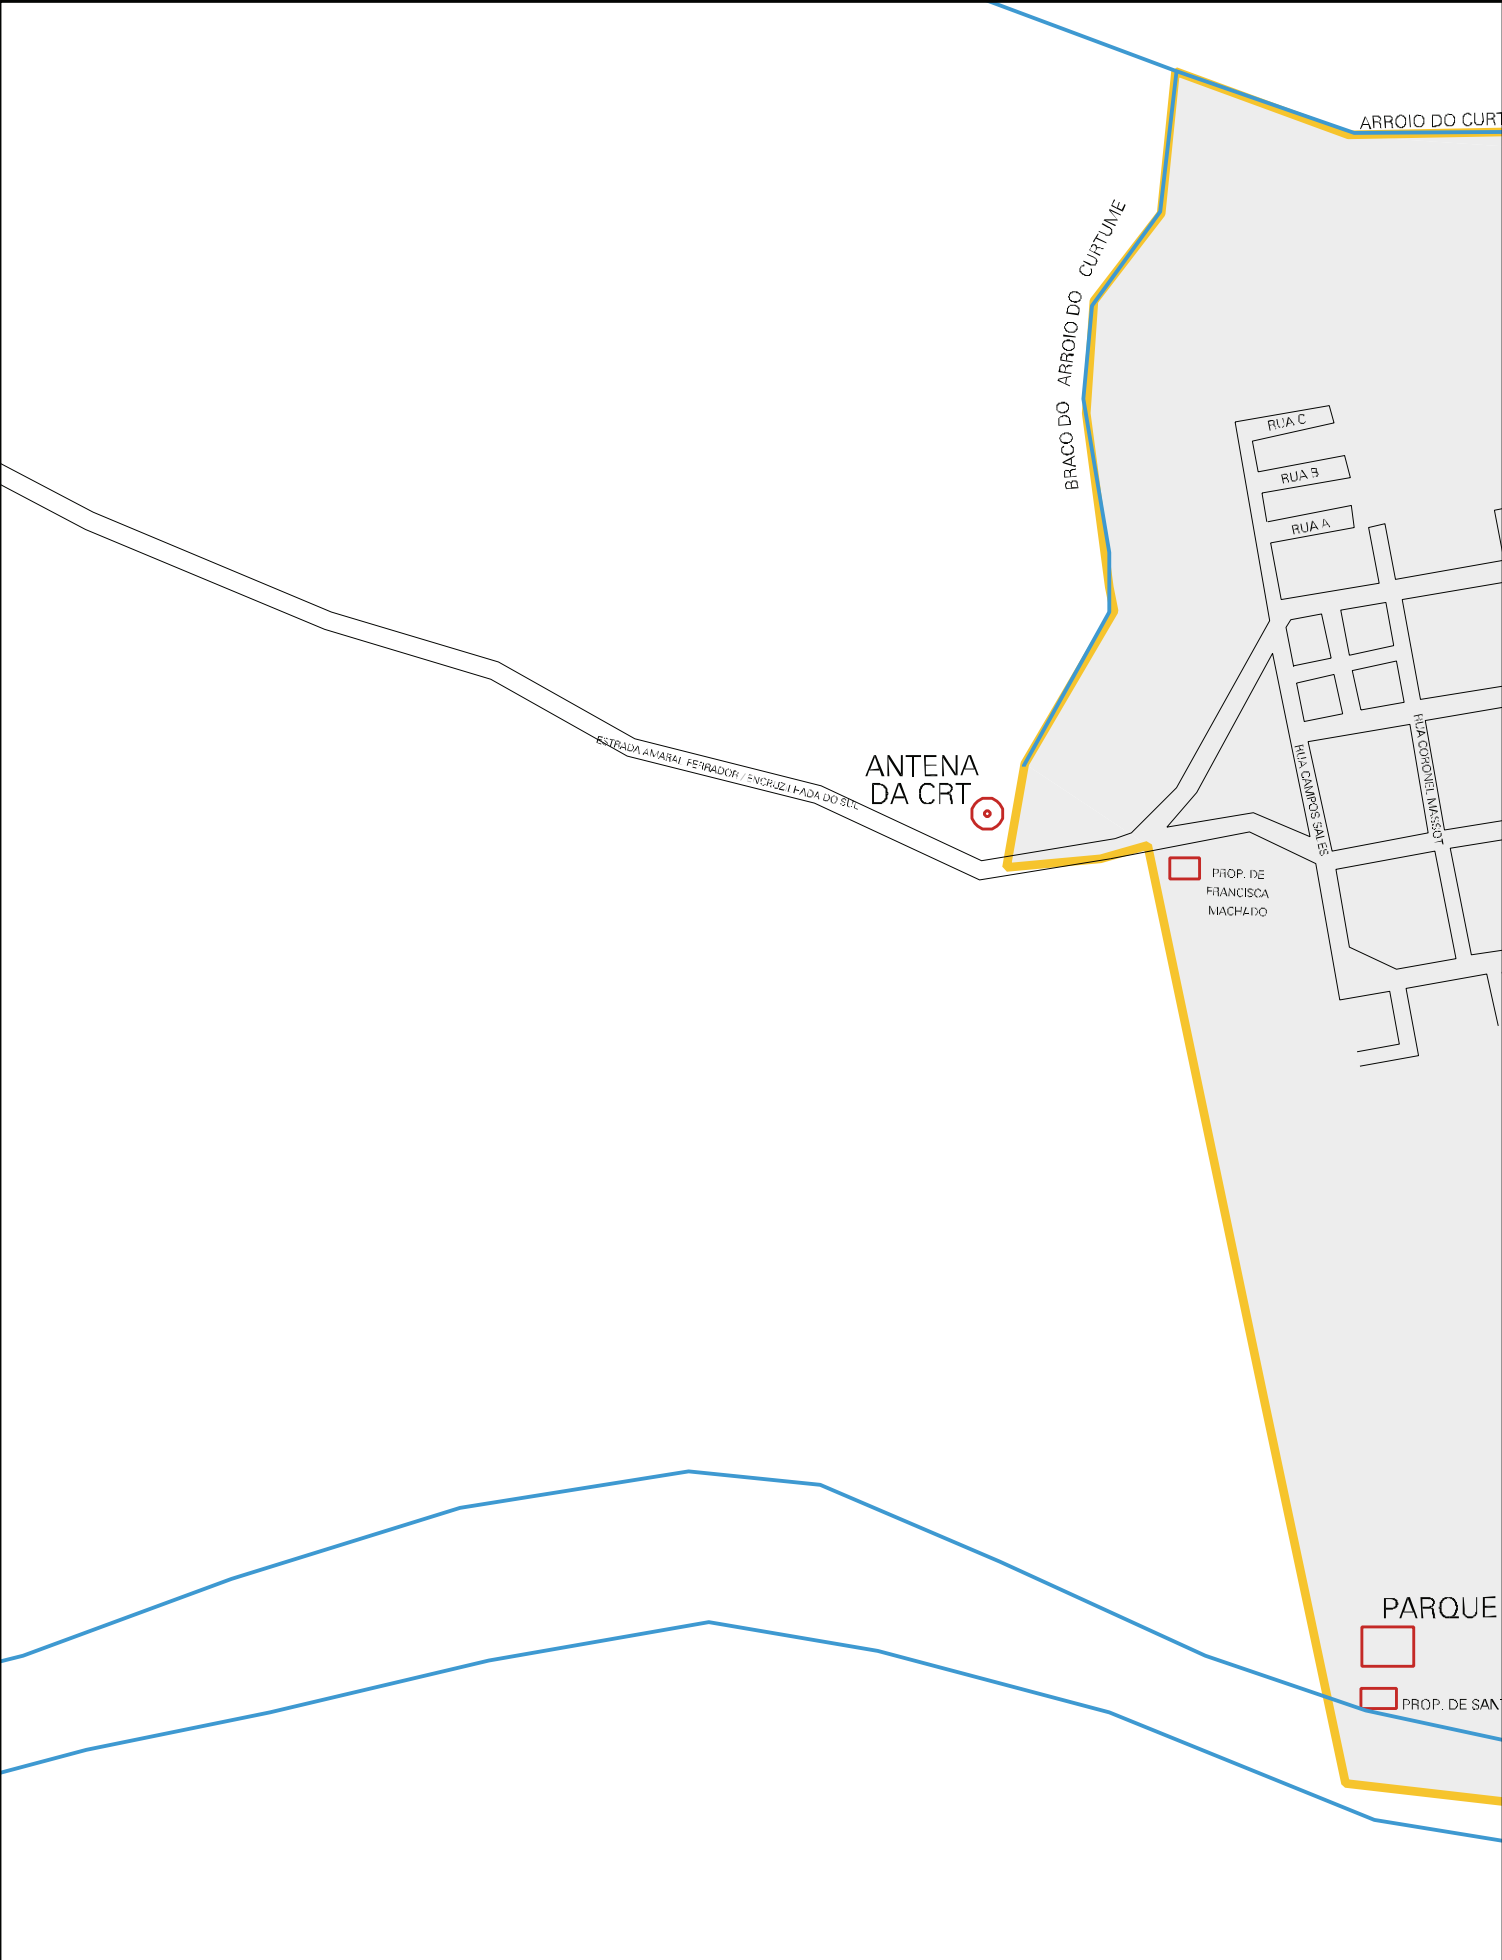 ARROIO DO CURT
BRACO DO ARROIO DO CURTUME
RUA C
RUA B
RUA A
ESTRADA AMARAL FERRADOR / ENCRUZILHADA DO SUL
ANTENA
DA CRT
RUA CAMPOS SALES
RUA CORONEL MASSOT
PROP. DE
FRANCISCA
MACHADO
PARQUE
PROP. DE SANT